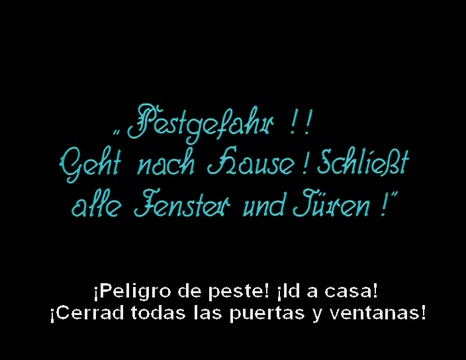 „Pestgefahr !!
Geht nach Hause! Schließt
alle Fenster und Türen!"
¡Peligro de peste! ¡Id a casa!
¡Cerrad todas las puertas y ventanas!